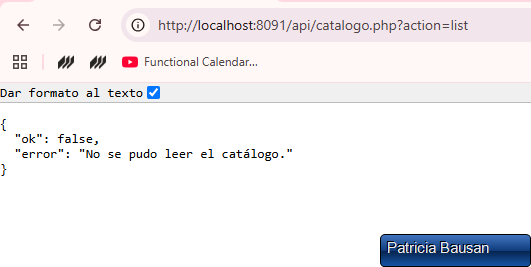 http://localhost:8091/api/catalogo.php?action=list
Functional Calendar...
Dar formato al texto
{
"ok": false,
"error": "No se pudo leer el catálogo."
}
Patricia Bausan